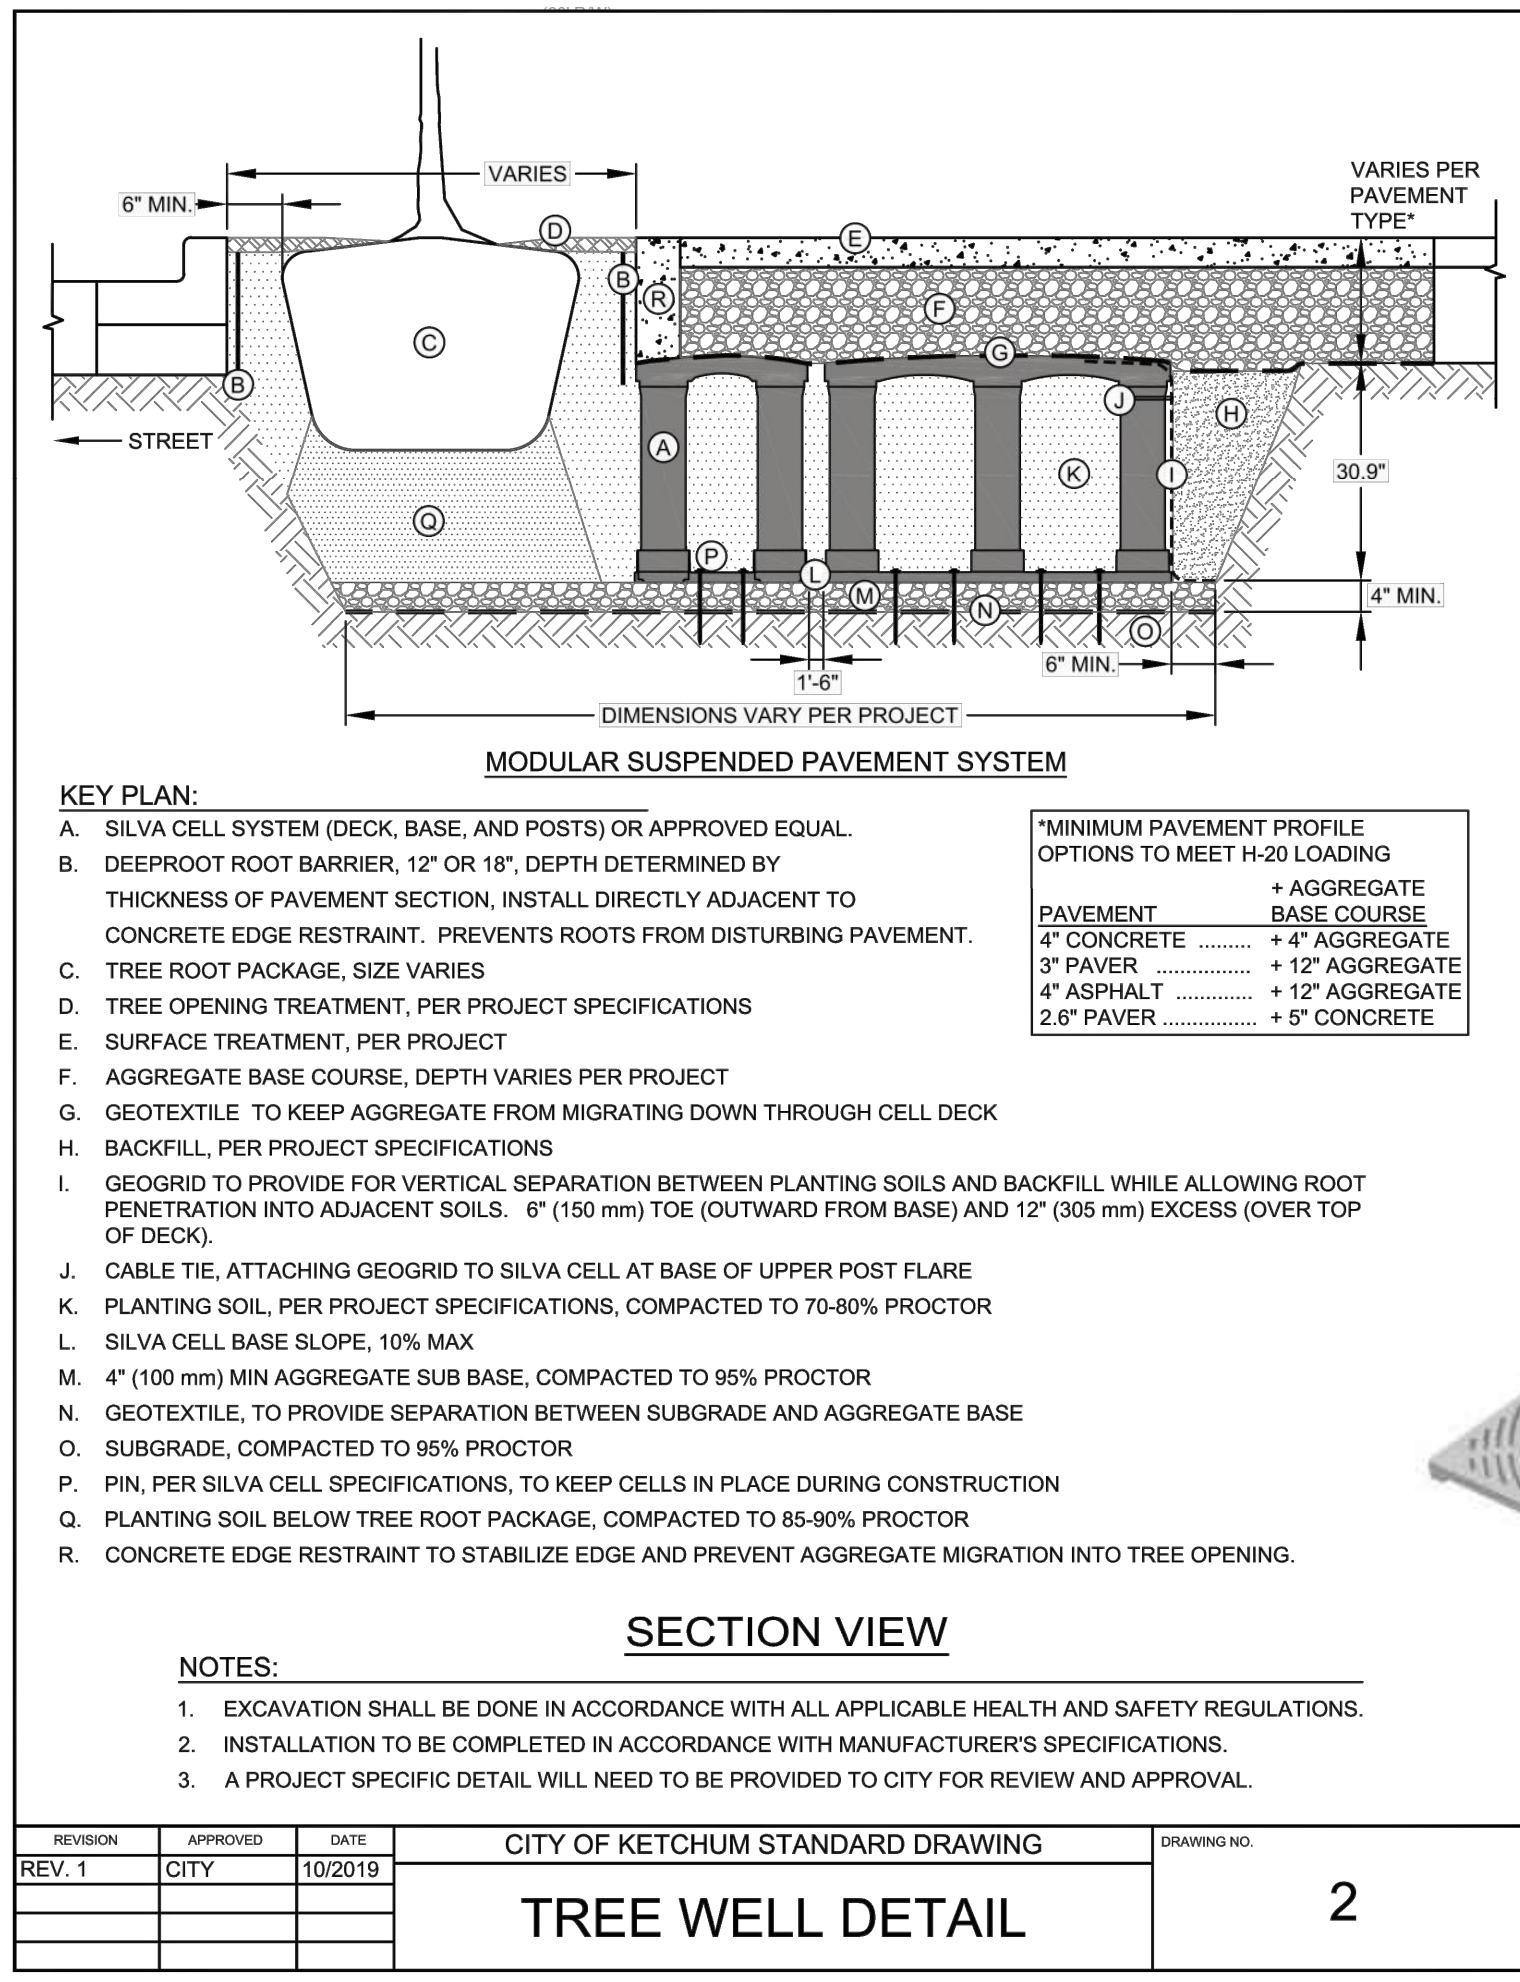 VARIES
6" MIN.
VARIES PER
PAVEMENT
TYPE*
D
E
B
R
F
C
G
B
J
H
STREET
A
K
I
30.9"
Q
P
L
M
N
4" MIN.
O
6" MIN.
1'-6"
DIMENSIONS VARY PER PROJECT
MODULAR SUSPENDED PAVEMENT SYSTEM
KEY PLAN:
A. SILVA CELL SYSTEM (DECK, BASE, AND POSTS) OR APPROVED EQUAL.
B. DEEPROOT ROOT BARRIER, 12" OR 18", DEPTH DETERMINED BY
THICKNESS OF PAVEMENT SECTION, INSTALL DIRECTLY ADJACENT TO
CONCRETE EDGE RESTRAINT. PREVENTS ROOTS FROM DISTURBING PAVEMENT.
C. TREE ROOT PACKAGE, SIZE VARIES
D. TREE OPENING TREATMENT, PER PROJECT SPECIFICATIONS
E. SURFACE TREATMENT, PER PROJECT
F. AGGREGATE BASE COURSE, DEPTH VARIES PER PROJECT
G. GEOTEXTILE TO KEEP AGGREGATE FROM MIGRATING DOWN THROUGH CELL DECK
H. BACKFILL, PER PROJECT SPECIFICATIONS
I. GEOGRID TO PROVIDE FOR VERTICAL SEPARATION BETWEEN PLANTING SOILS AND BACKFILL WHILE ALLOWING ROOT
PENETRATION INTO ADJACENT SOILS. 6" (150 mm) TOE (OUTWARD FROM BASE) AND 12" (305 mm) EXCESS (OVER TOP
OF DECK).
J. CABLE TIE, ATTACHING GEOGRID TO SILVA CELL AT BASE OF UPPER POST FLARE
K. PLANTING SOIL, PER PROJECT SPECIFICATIONS, COMPACTED TO 70-80% PROCTOR
L. SILVA CELL BASE SLOPE, 10% MAX
M. 4" (100 mm) MIN AGGREGATE SUB BASE, COMPACTED TO 95% PROCTOR
N. GEOTEXTILE, TO PROVIDE SEPARATION BETWEEN SUBGRADE AND AGGREGATE BASE
O. SUBGRADE, COMPACTED TO 95% PROCTOR
P. PIN, PER SILVA CELL SPECIFICATIONS, TO KEEP CELLS IN PLACE DURING CONSTRUCTION
Q. PLANTING SOIL BELOW TREE ROOT PACKAGE, COMPACTED TO 85-90% PROCTOR
R. CONCRETE EDGE RESTRAINT TO STABILIZE EDGE AND PREVENT AGGREGATE MIGRATION INTO TREE OPENING.
*MINIMUM PAVEMENT PROFILE
OPTIONS TO MEET H-20 LOADING
+ AGGREGATE
PAVEMENT BASE COURSE
4" CONCRETE ......... + 4" AGGREGATE
3" PAVER ................ + 12" AGGREGATE
4" ASPHALT ............. + 12" AGGREGATE
2.6" PAVER ................ + 5" CONCRETE
SECTION VIEW
NOTES:
1. EXCAVATION SHALL BE DONE IN ACCORDANCE WITH ALL APPLICABLE HEALTH AND SAFETY REGULATIONS.
2. INSTALLATION TO BE COMPLETED IN ACCORDANCE WITH MANUFACTURER'S SPECIFICATIONS.
3. A PROJECT SPECIFIC DETAIL WILL NEED TO BE PROVIDED TO CITY FOR REVIEW AND APPROVAL.
REVISION APPROVED DATE
REV. 1 CITY 10/2019
CITY OF KETCHUM STANDARD DRAWING
TREE WELL DETAIL
DRAWING NO.
2